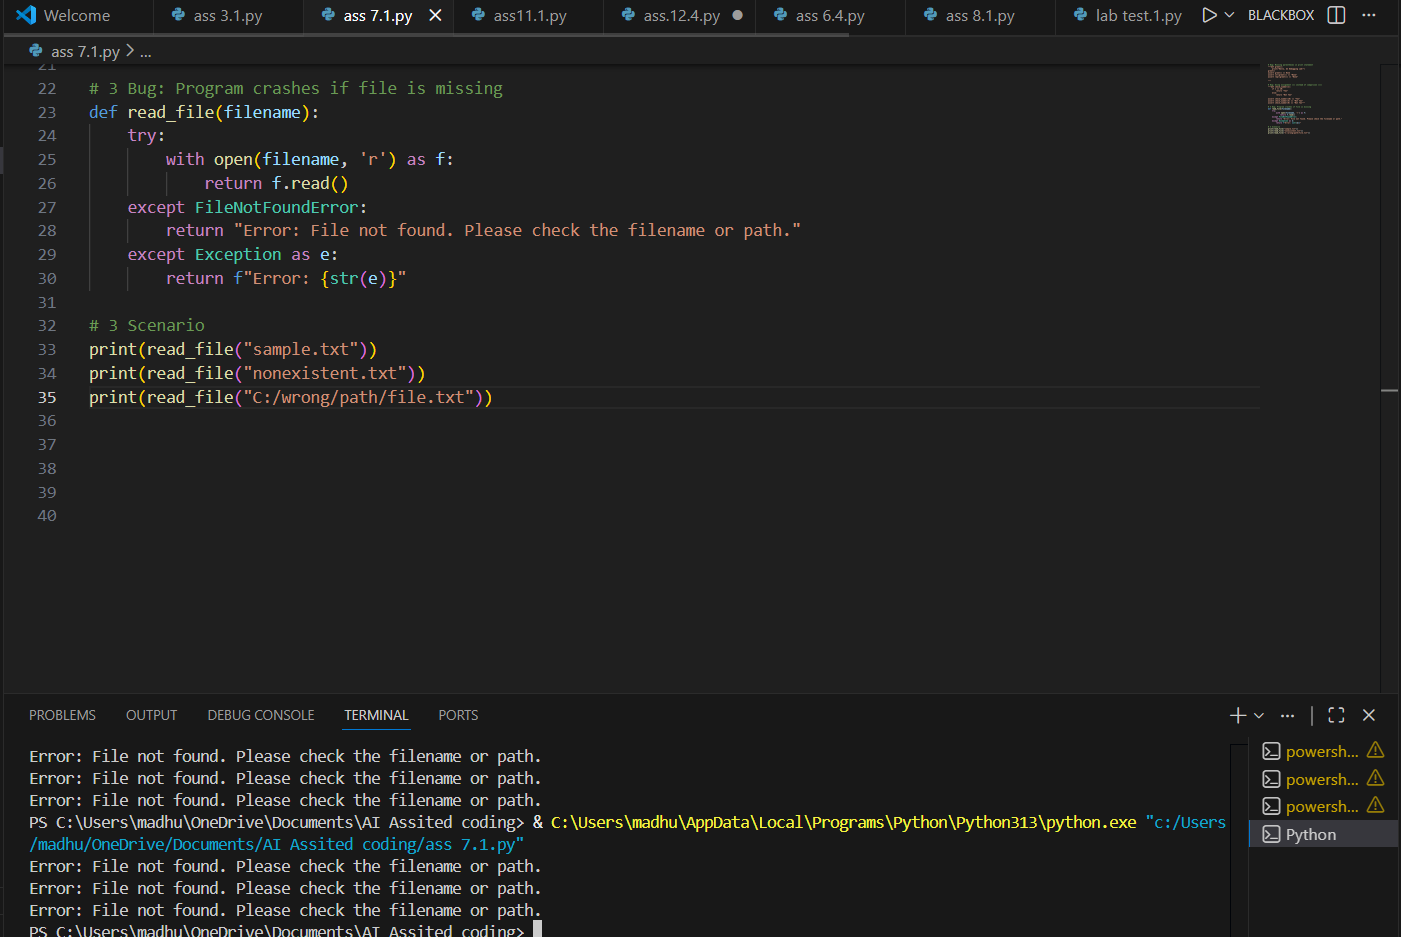 Welcome ass 3.1.py ass 7.1.py ass11.1.py ass.12.4.py ass 6.4.py ass 8.1.py lab test.1.py BLACKBOX
ass 7.1.py > ...
21
22 # 3 Bug: Program crashes if file is missing
23 def read_file(filename):
24 try:
25 with open(filename, 'r') as f:
26 return f.read()
27 except FileNotFoundError:
28 return "Error: File not found. Please check the filename or path."
29 except Exception as e:
30 return f"Error: {str(e)}"
31
32 # 3 Scenario
33 print(read_file("sample.txt"))
34 print(read_file("nonexistent.txt"))
35 print(read_file("C:/wrong/path/file.txt"))
36
37
38
39
40
PROBLEMS OUTPUT DEBUG CONSOLE TERMINAL PORTS
Error: File not found. Please check the filename or path.
Error: File not found. Please check the filename or path.
Error: File not found. Please check the filename or path.
PS C:\Users\madhu\OneDrive\Documents\AI Assited coding> & C:\Users\madhu\AppData\Local\Programs\Python\Python313\python.exe "c:/Users
/madhu/OneDrive/Documents/AI Assited coding/ass 7.1.py"
Error: File not found. Please check the filename or path.
Error: File not found. Please check the filename or path.
Error: File not found. Please check the filename or path.
PS C:\Users\madhu\OneDrive\Documents\AI Assited coding>
powersh...
powersh...
powersh...
Python